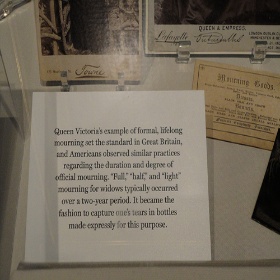 QUEEN & EMPRESS.
Lafayette
Mourning Goods
Queen Victoria's example of formal, lifelong
mourning set the standard in Great Britain,
and Americans observed similar practices
regarding the duration and degree of
official mourning. "Full," "half," and "light"
mourning for widows typically occurred
over a two-year period. It became the
fashion to capture one's tears in bottles
made expressly for this purpose.